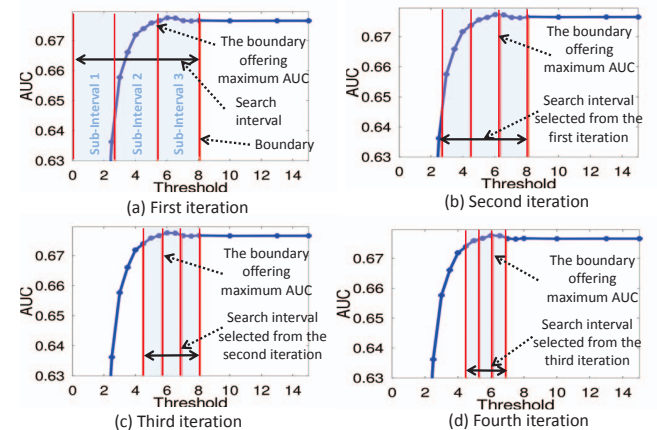 0.67
0.66
0.65
0.64
0.63
AUC
Sub-Interval 1
Sub-Interval 2
Sub-Interval 3
The boundary
offering
maximum AUC
Search
interval
Boundary
0 2 4 6 8 10 12 14
Threshold
(a) First iteration
0.67
0.66
0.65
0.64
0.63
AUC
The boundary
offering
maximum AUC
Search interval
selected from the
first iteration
0 2 4 6 8 10 12 14
Threshold
(b) Second iteration
0.67
0.66
0.65
0.64
0.63
AUC
The boundary
offering
maximum AUC
Search interval
selected from the
second iteration
0 2 4 6 8 10 12 14
Threshold
(c) Third iteration
0.67
0.66
0.65
0.64
0.63
AUC
The boundary
offering
maximum AUC
Search interval
selected from the
third iteration
0 2 4 6 8 10 12 14
Threshold
(d) Fourth iteration